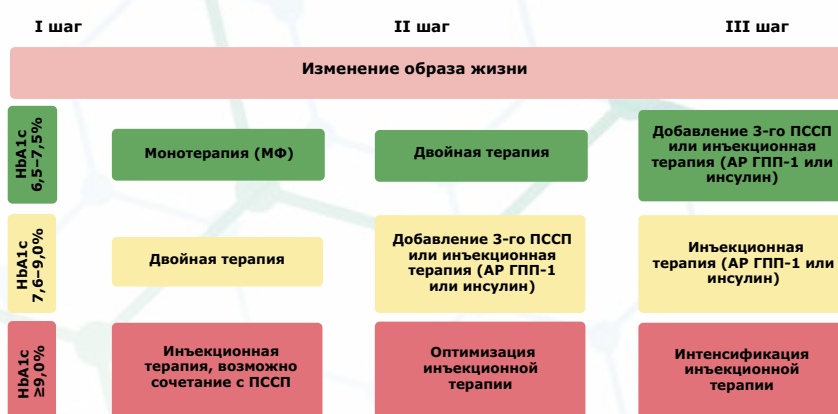 I шаг
II шаг
III шаг
Изменение образа жизни
HbA1c
6,5–7,5%
Монотерапия (МФ)
Двойная терапия
Добавление 3-го ПССП
или инъекционная
терапия (АР ГПП-1 или
инсулин)
HbA1c
7,6–9,0%
Двойная терапия
Добавление 3-го ПССП
или инъекционная
терапия (АР ГПП-1
или инсулин)
Инъекционная
терапия (АР ГПП-1 или
инсулин)
HbA1c
≥9,0%
Инъекционная
терапия, возможно
сочетание с ПССП
Оптимизация
инъекционной
терапии
Интенсификация
инъекционной
терапии